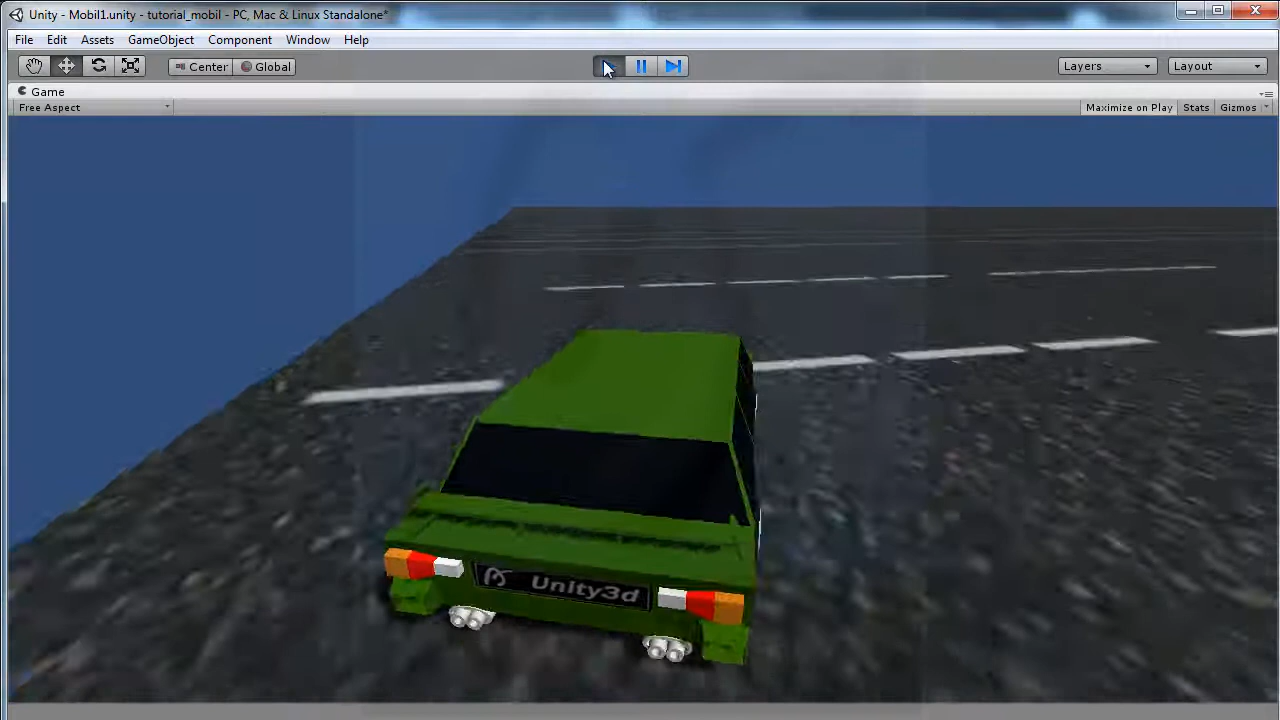 Unity - Mobil1.unity - tutorial_mobil - PC, Mac & Linux Standalone*
File Edit Assets GameObject Component Window Help
Center Global Layers Layout
Game
Free Aspect Maximize on Play Stats Gizmos
Unity3d